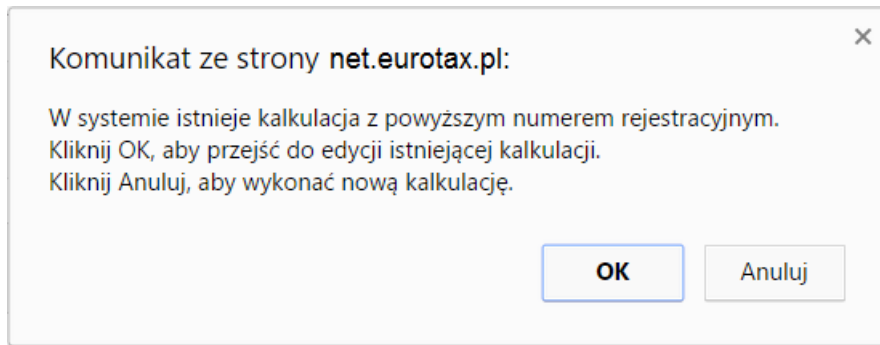 Komunikat ze strony net.eurotax.pl:
W systemie istnieje kalkulacja z powyższym numerem rejestracyjnym.
Kliknij OK, aby przejść do edycji istniejącej kalkulacji.
Kliknij Anuluj, aby wykonać nową kalkulację.
OK Anuluj